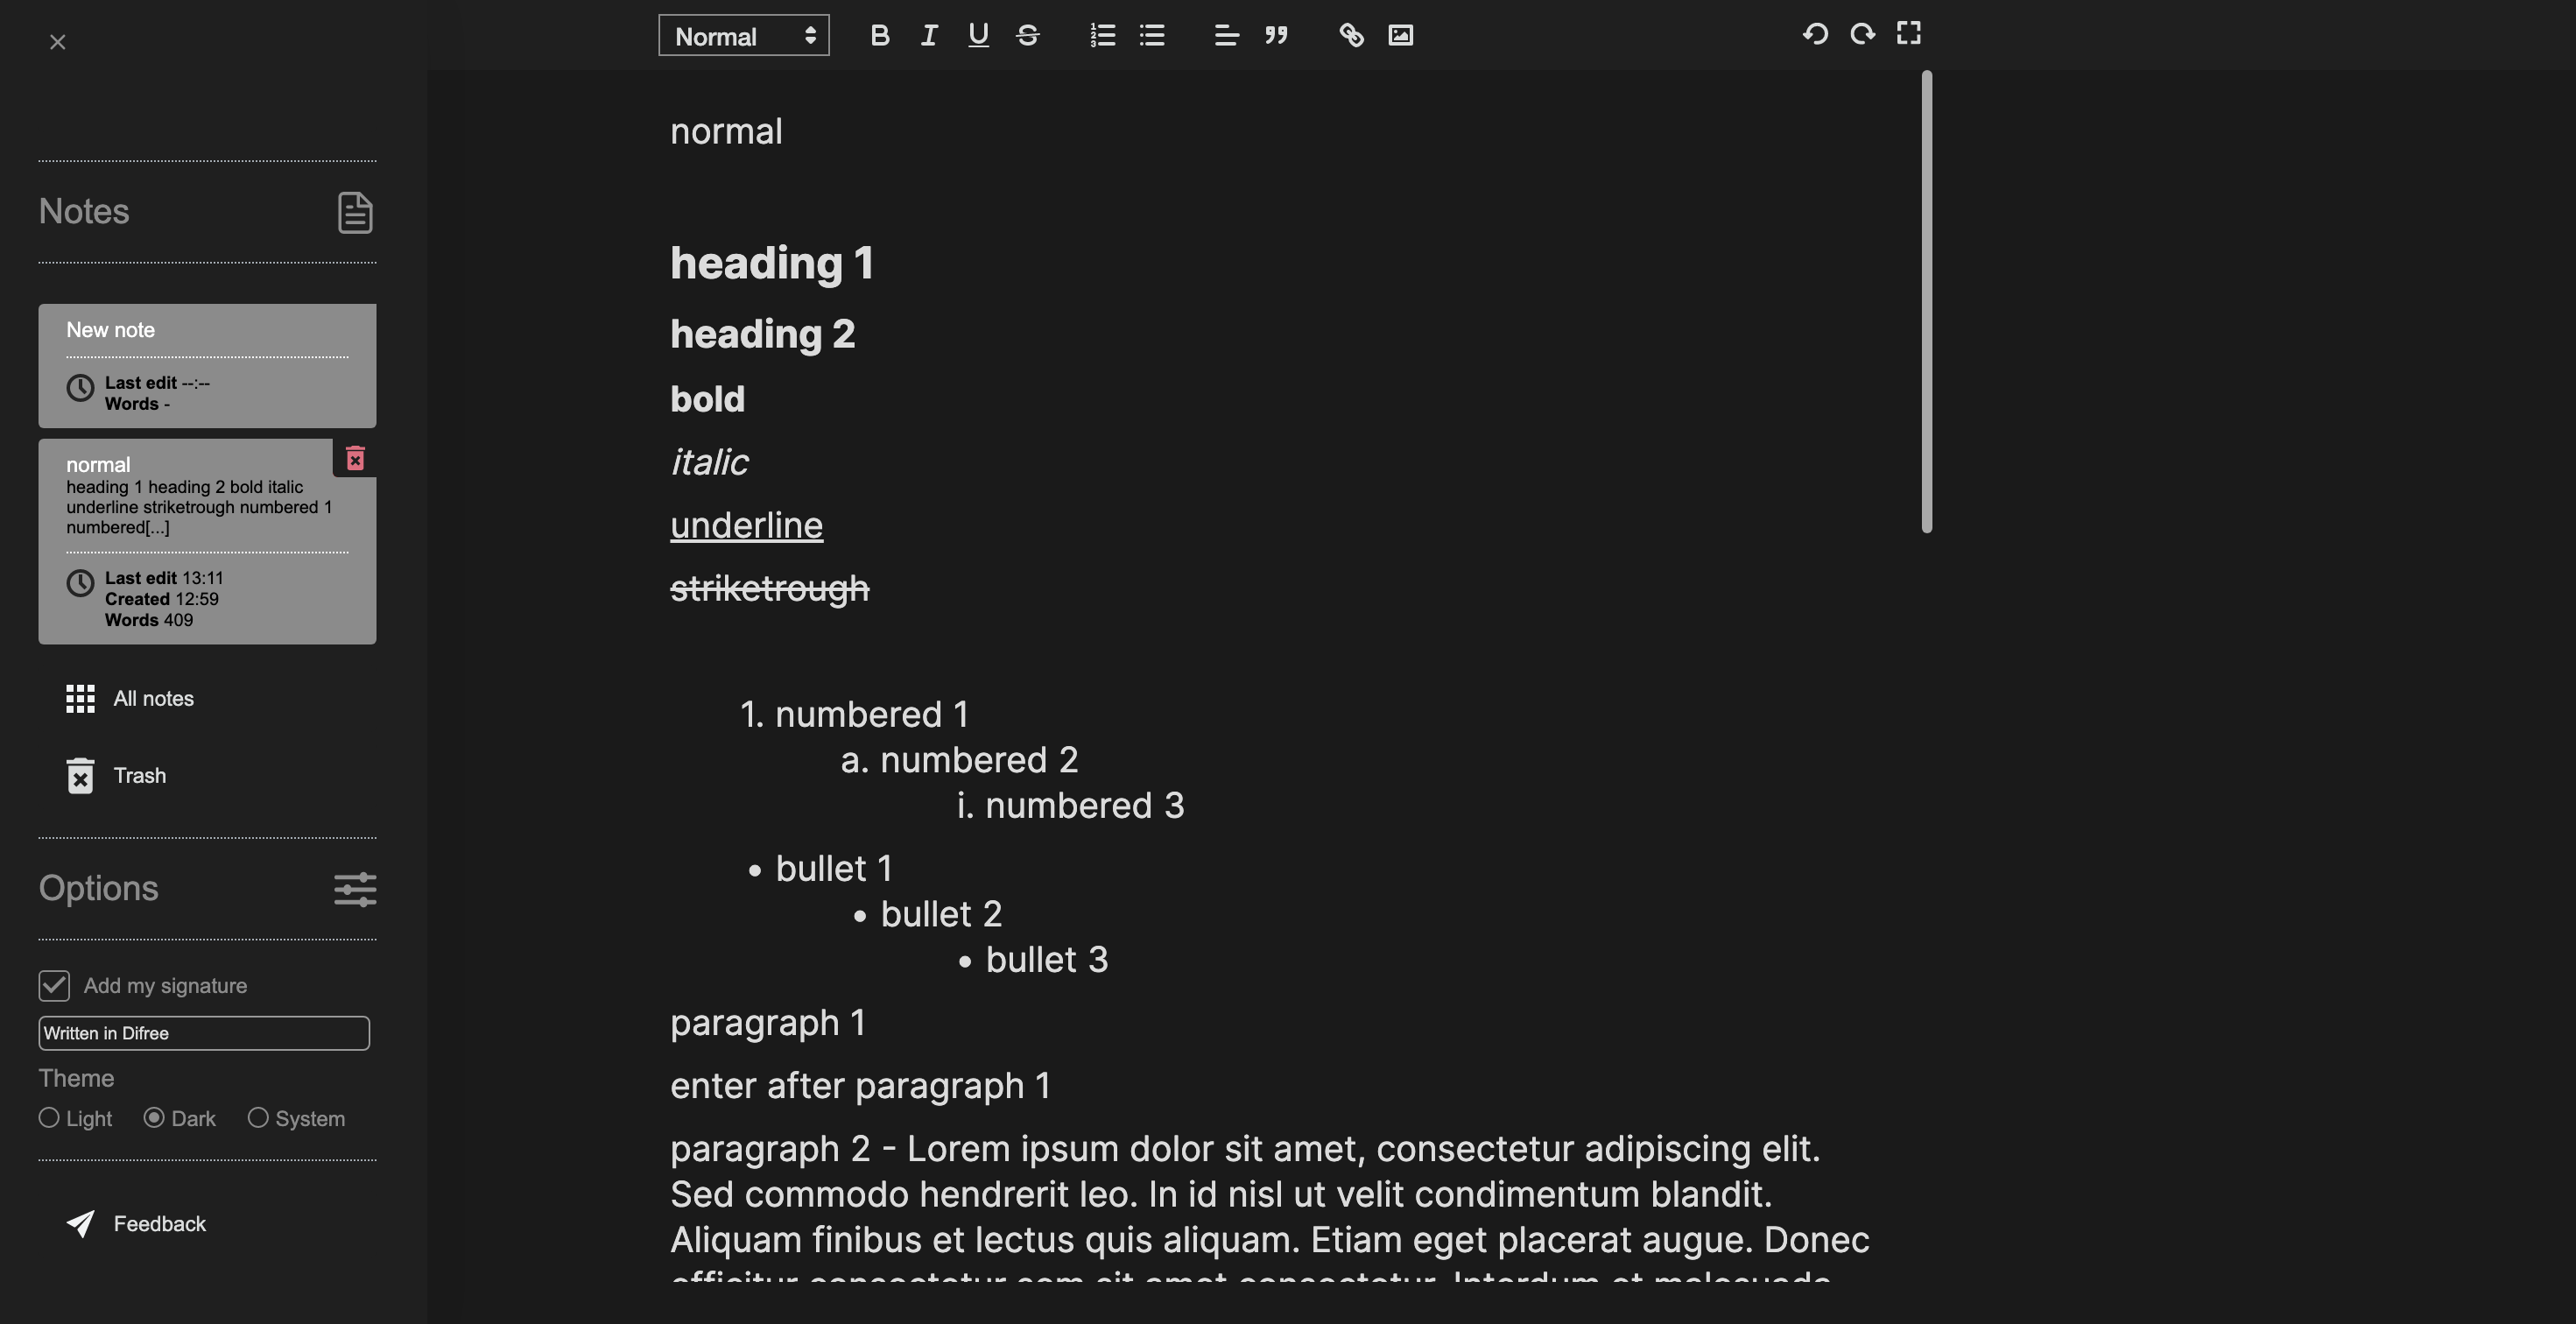 Normal
Notes
New note
Last edit --:--
Words -
normal
heading 1 heading 2 bold italic
underline striketrough numbered 1
numbered[...]
Last edit 13:11
Created 12:59
Words 409
All notes
Trash
Options
Add my signature
Written in Difree
Theme
Light Dark System
Feedback
normal
heading 1
heading 2
bold
italic
underline
striketrough
1. numbered 1
a. numbered 2
i. numbered 3
• bullet 1
• bullet 2
• bullet 3
paragraph 1
enter after paragraph 1
paragraph 2 - Lorem ipsum dolor sit amet, consectetur adipiscing elit.
Sed commodo hendrerit leo. In id nisl ut velit condimentum blandit.
Aliquam finibus et lectus quis aliquam. Etiam eget placerat augue. Donec